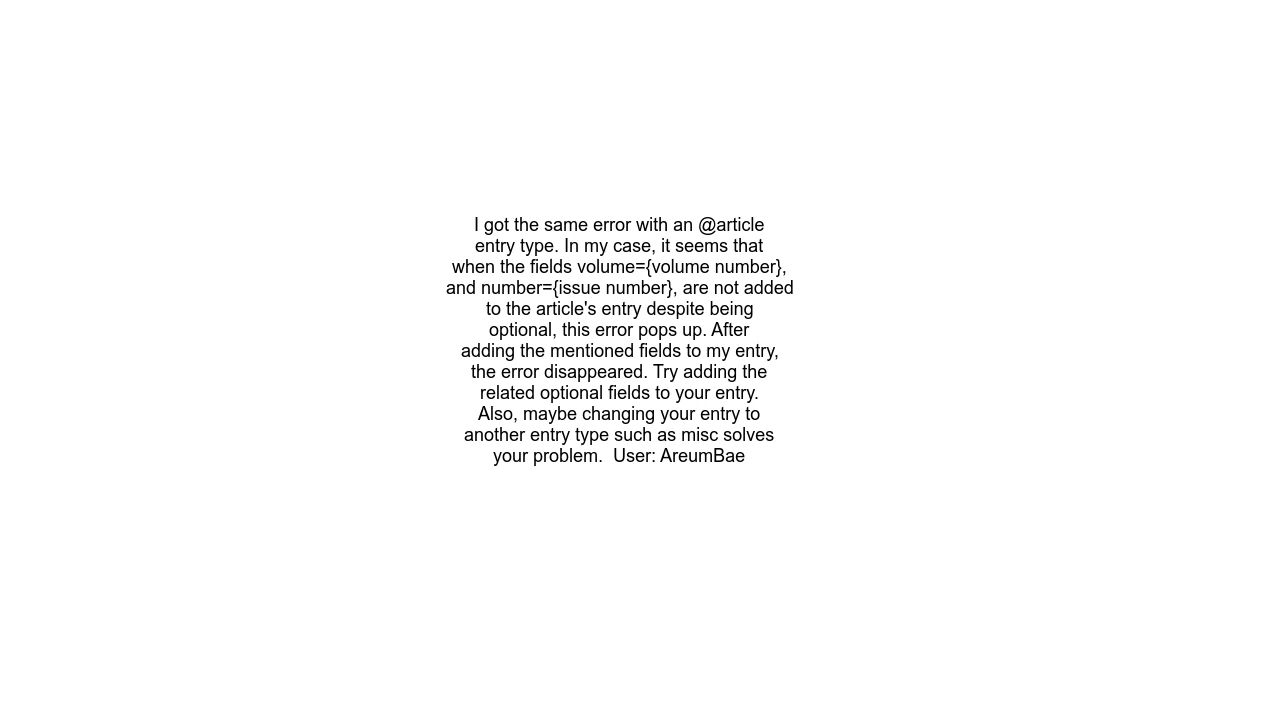 I got the same error with an @article
entry type. In my case, it seems that
when the fields volume={volume number},
and number={issue number}, are not added
to the article's entry despite being
optional, this error pops up. After
adding the mentioned fields to my entry,
the error disappeared. Try adding the
related optional fields to your entry.
Also, maybe changing your entry to
another entry type such as misc solves
your problem.  User: AreumBae